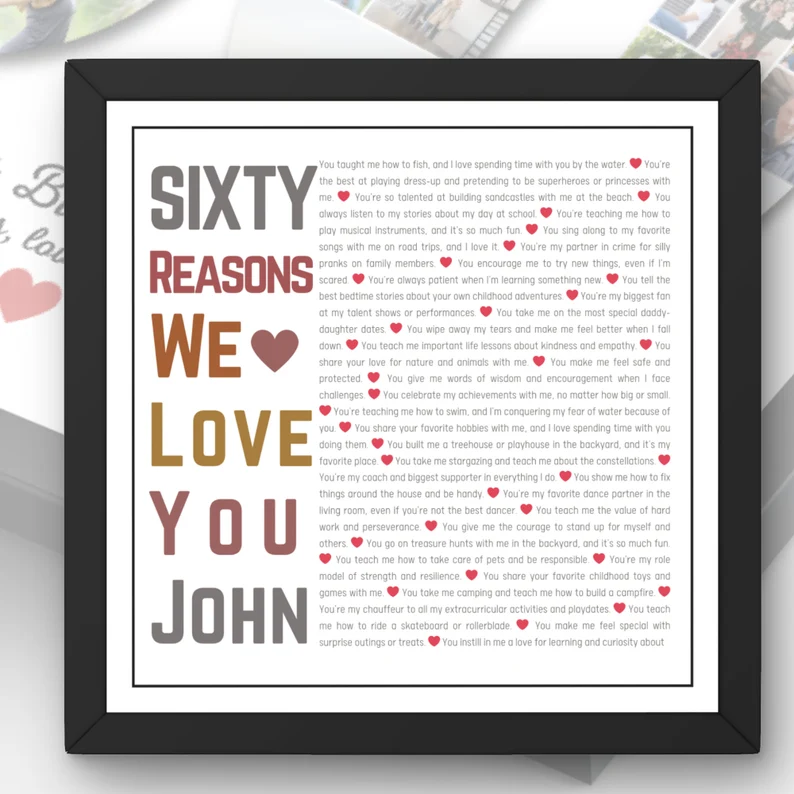 SIXTY
REASONS
WE ♥
LOVE
YOU
JOHN
You taught me how to fish, and I love spending time with you by the water. ♥ You're
the best at playing dress-up and pretending to be superheroes or princesses with
me. ♥ You're so talented at building sandcastles with me at the beach. ♥ You
always listen to my stories about my day at school. ♥ You're teaching me how to
play musical instruments, and it's so much fun. ♥ You sing along to my favorite
songs with me on road trips, and I love it. ♥ You're my partner in crime for silly
pranks on family members. ♥ You encourage me to try new things, even if I'm
scared. ♥ You're always patient when I'm learning something new. ♥ You tell the
best bedtime stories about your own childhood adventures. ♥ You're my biggest fan
at my talent shows or performances. ♥ You take me on the most special daddy-
daughter dates. ♥ You wipe away my tears and make me feel better when I fall
down. ♥ You teach me important life lessons about kindness and empathy. ♥ You
share your love for nature and animals with me. ♥ You make me feel safe and
protected. ♥ You give me words of wisdom and encouragement when I face
challenges. ♥ You celebrate my achievements with me, no matter how big or small.
♥ You're teaching me how to swim, and I'm conquering my fear of water because of
you. ♥ You share your favorite hobbies with me, and I love spending time with you
doing them. ♥ You built me a treehouse or playhouse in the backyard, and it's my
favorite place. ♥ You take me stargazing and teach me about the constellations. ♥
You're my coach and biggest supporter in everything I do. ♥ You show me how to fix
things around the house and be handy. ♥ You're my favorite dance partner in the
living room, even if you're not the best dancer. ♥ You teach me the value of hard
work and perseverance. ♥ You give me the courage to stand up for myself and
others. ♥ You go on treasure hunts with me in the backyard, and it's so much fun.
♥ You teach me how to take care of pets and be responsible. ♥ You're my role
model of strength and resilience. ♥ You share your favorite childhood toys and
games with me. ♥ You take me camping and teach me how to build a campfire. ♥
You're my chauffeur to all my extracurricular activities and playdates. ♥ You teach
me how to ride a skateboard or rollerblade. ♥ You make me feel special with
surprise outings or treats. ♥ You instill in me a love for learning and curiosity about